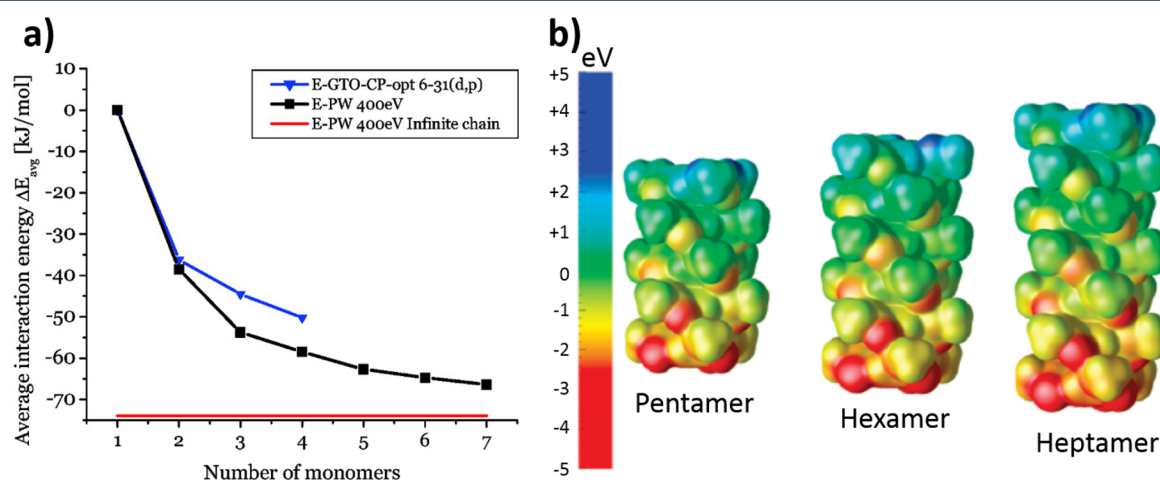 a)
10
0
-10
-20
-30
-40
-50
-60
-70
Average interaction energy ΔE_avg [kJ/mol]
E-GTO-CP-opt 6-31(d,p)
E-PW 400eV
E-PW 400eV Infinite chain
1 2 3 4 5 6 7
Number of monomers
b)
eV
+5
+4
+3
+2
+1
0
-1
-2
-3
-4
-5
Pentamer
Hexamer
Heptamer